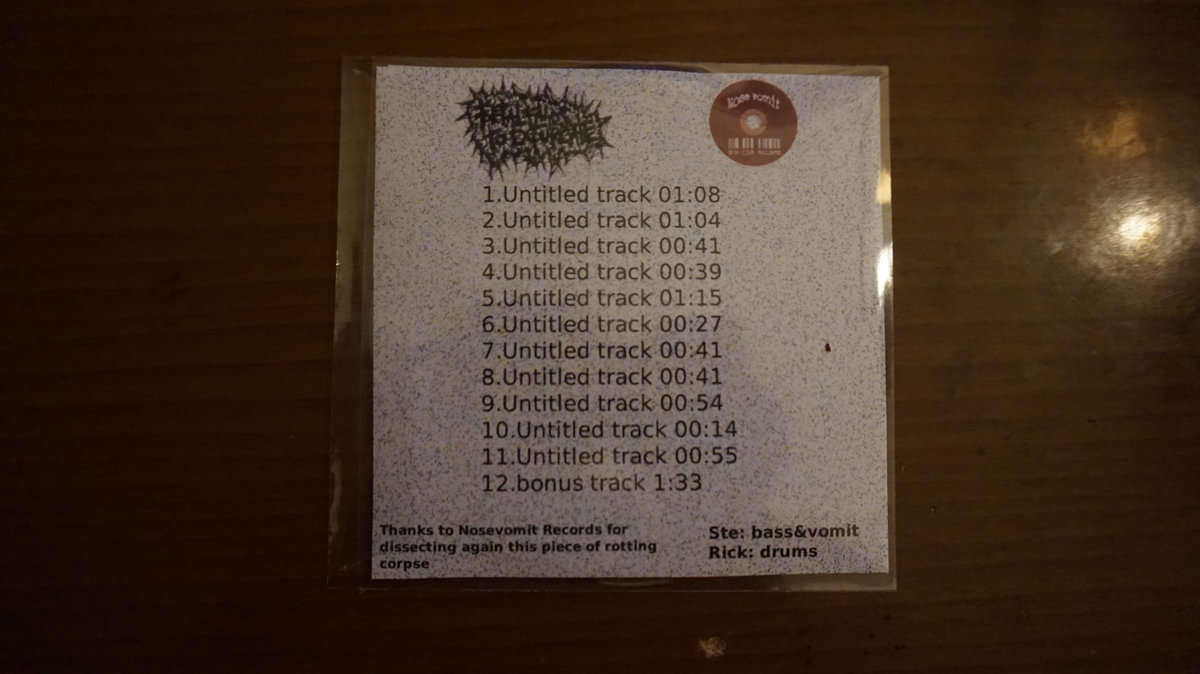 Nose vomit
1.Untitled track 01:08
2.Untitled track 01:04
3.Untitled track 00:41
4.Untitled track 00:39
5.Untitled track 01:15
6.Untitled track 00:27
7.Untitled track 00:41
8.Untitled track 00:41
9.Untitled track 00:54
10.Untitled track 00:14
11.Untitled track 00:55
12.bonus track 1:33
Thanks to Nosevomit Records for
dissecting again this piece of rotting
corpse
Ste: bass&vomit
Rick: drums